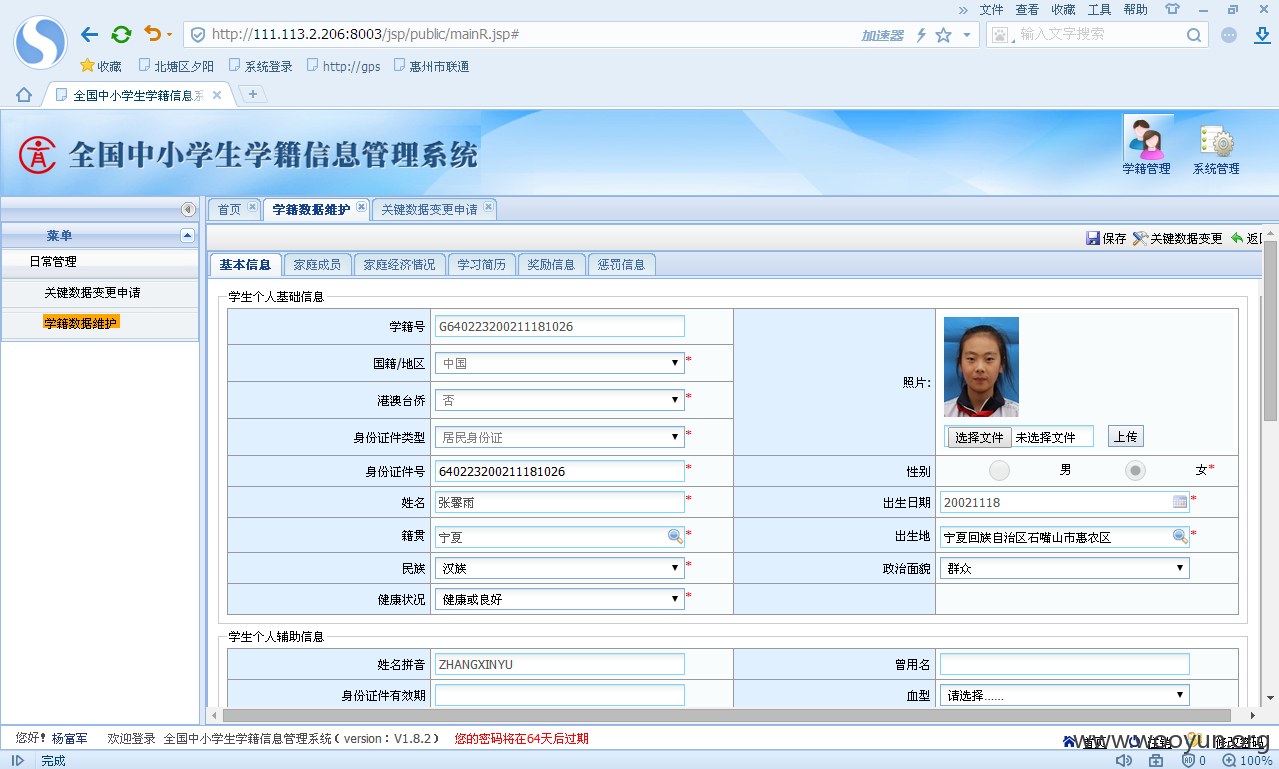 » 文件 查看 收藏 工具 帮助
http://111.113.2.206:8003/jsp/public/mainR.jsp# 加速器 输入文字搜索
收藏 北塘区夕阳 系统登录 http://gps 惠州市联通
全国中小学生学籍信息系 +
全国中小学生学籍信息管理系统 学籍管理 系统管理
首页 学籍数据维护 关键数据变更申请
菜单
保存 关键数据变更 返
日常管理
基本信息 家庭成员 家庭经济情况 学习简历 奖励信息 惩罚信息
关键数据变更申请
学籍数据维护
学生个人基础信息
学籍号 G640223200211181026
国籍/地区 中国 *
照片:
港澳台侨 否 *
身份证件类型 居民身份证 *
选择文件 未选择文件 上传
身份证件号 640223200211181026 * 性别 男 女*
姓名 张馨雨 * 出生日期 20021118 *
籍贯 宁夏 * 出生地 宁夏回族自治区石嘴山市惠农区 *
民族 汉族 * 政治面貌 群众
健康状况 健康或良好 *
学生个人辅助信息
姓名拼音 ZHANGXINYU 曾用名
身份证件有效期 血型 请选择......
您好! 杨富军 欢迎登录 全国中小学生学籍信息管理系统 ( version：V1.8.2 ) 您的密码将在64天后过期
完成 0 100%